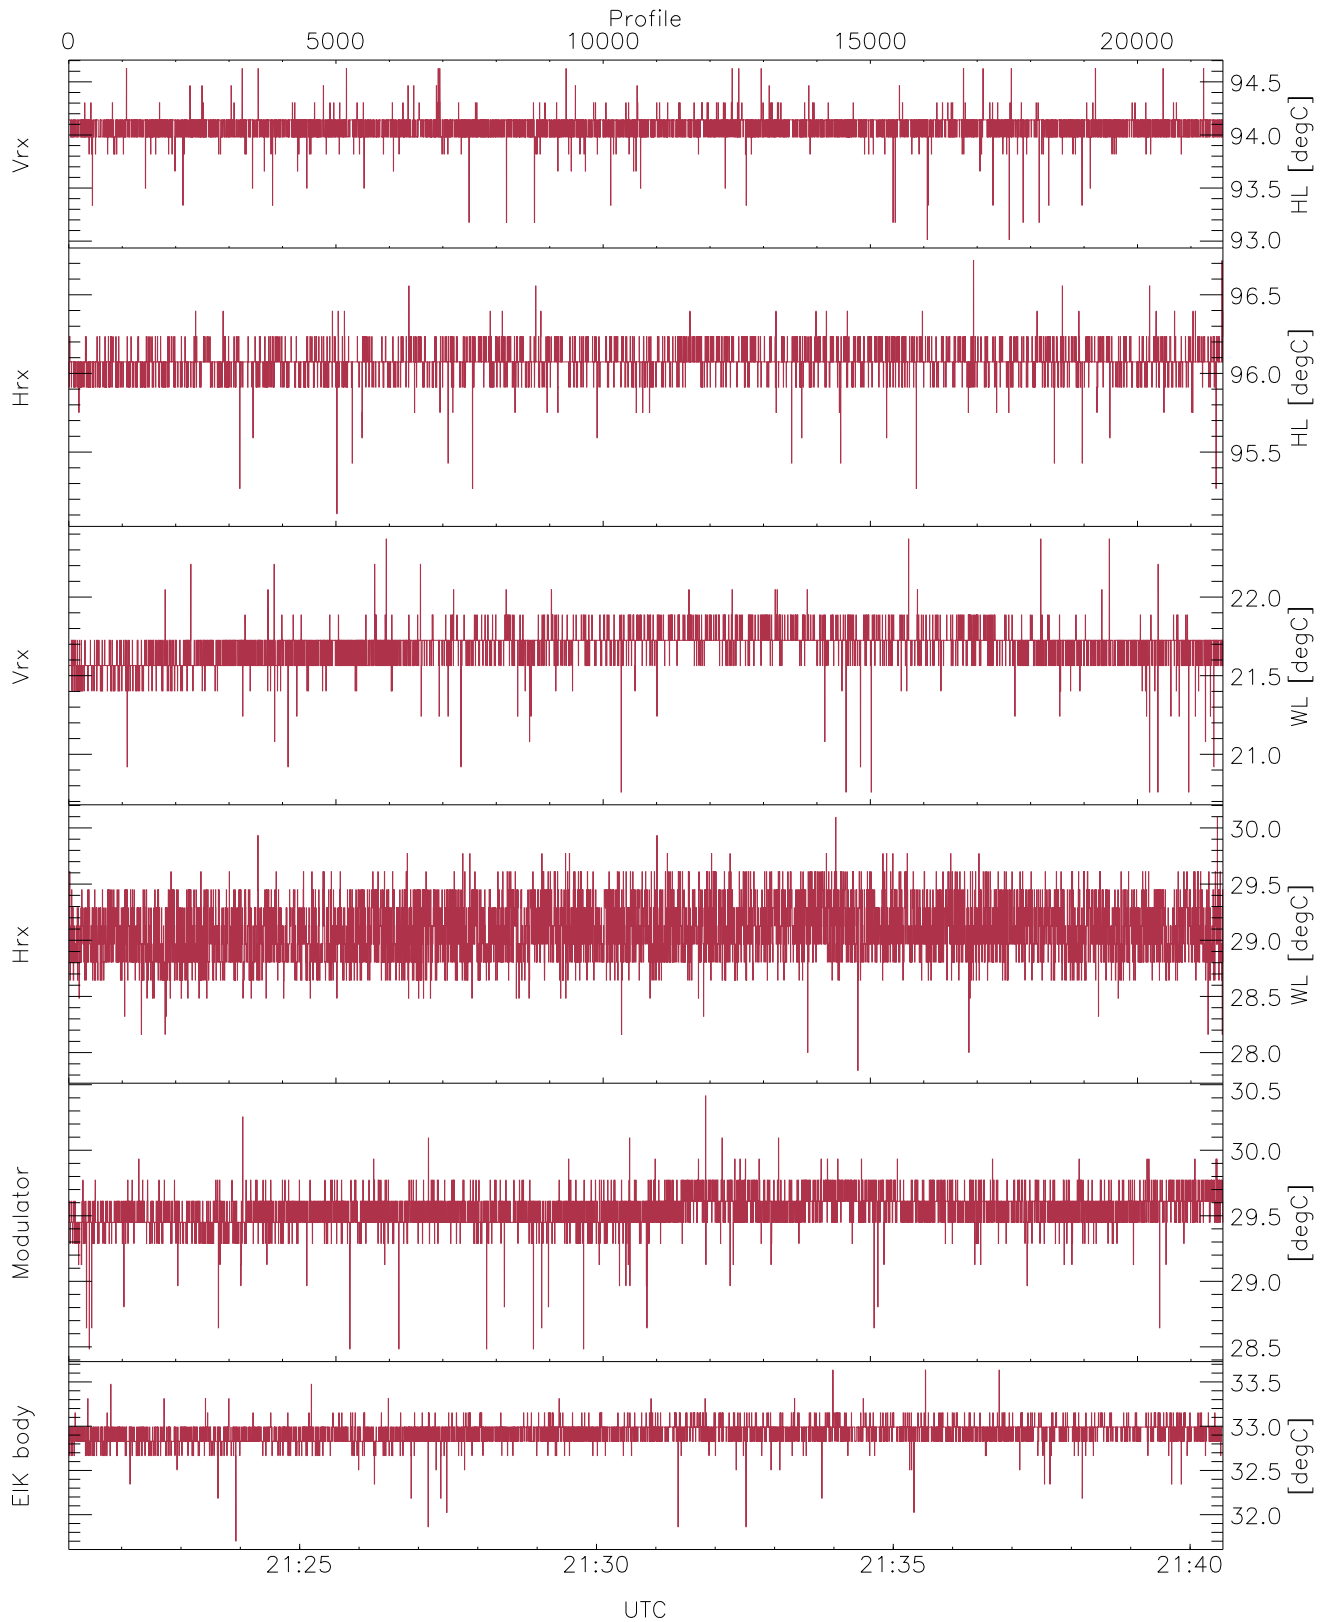 Profile
0 5000 10000 15000 20000
Vrx
94.5
94.0
93.5
93.0
HL [degC]
Hrx
96.5
96.0
95.5
HL [degC]
Vrx
22.0
21.5
21.0
WL [degC]
Hrx
30.0
29.5
29.0
28.5
28.0
WL [degC]
Modulator
30.5
30.0
29.5
29.0
28.5
[degC]
EIK body
33.5
33.0
32.5
32.0
[degC]
21:25 21:30 21:35 21:40
UTC